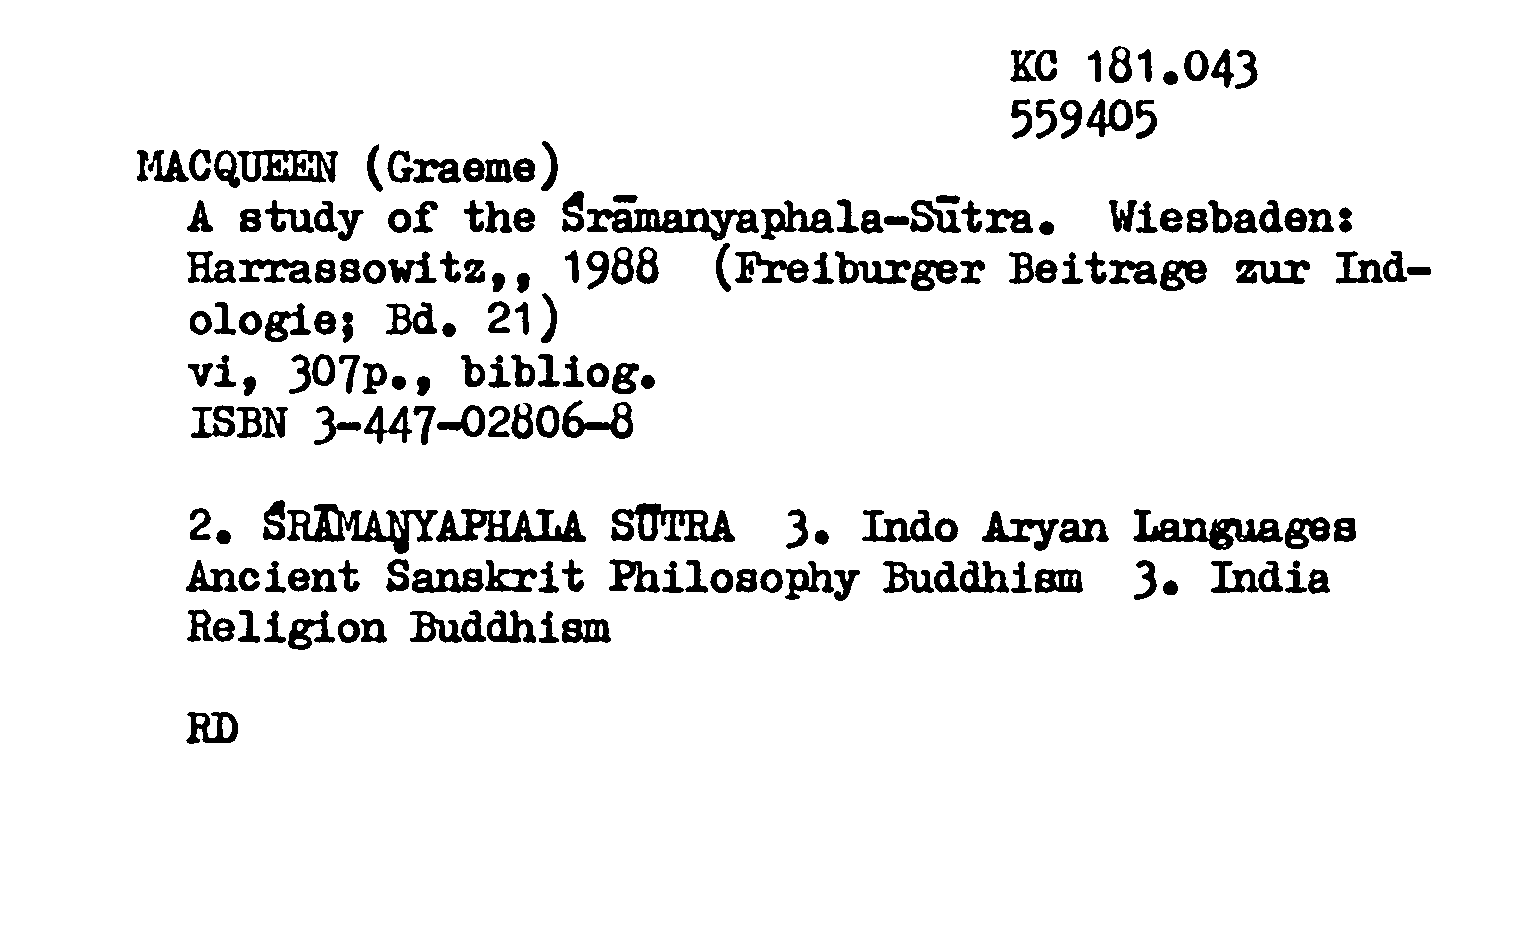 KC 181.043
559405
MACQUEEN (Graeme)
A study of the Śrāmanyaphala-Sūtra. Wiesbaden:
Harrassowitz,, 1988 (Freiburger Beitrage zur Ind-
ologie; Bd. 21)
vi, 307p., bibliog.
ISBN 3-447-02806-8
2. ŚRĀMAṆYAPHALA SŪTRA 3. Indo Aryan Languages
Ancient Sanskrit Philosophy Buddhism 3. India
Religion Buddhism
RD